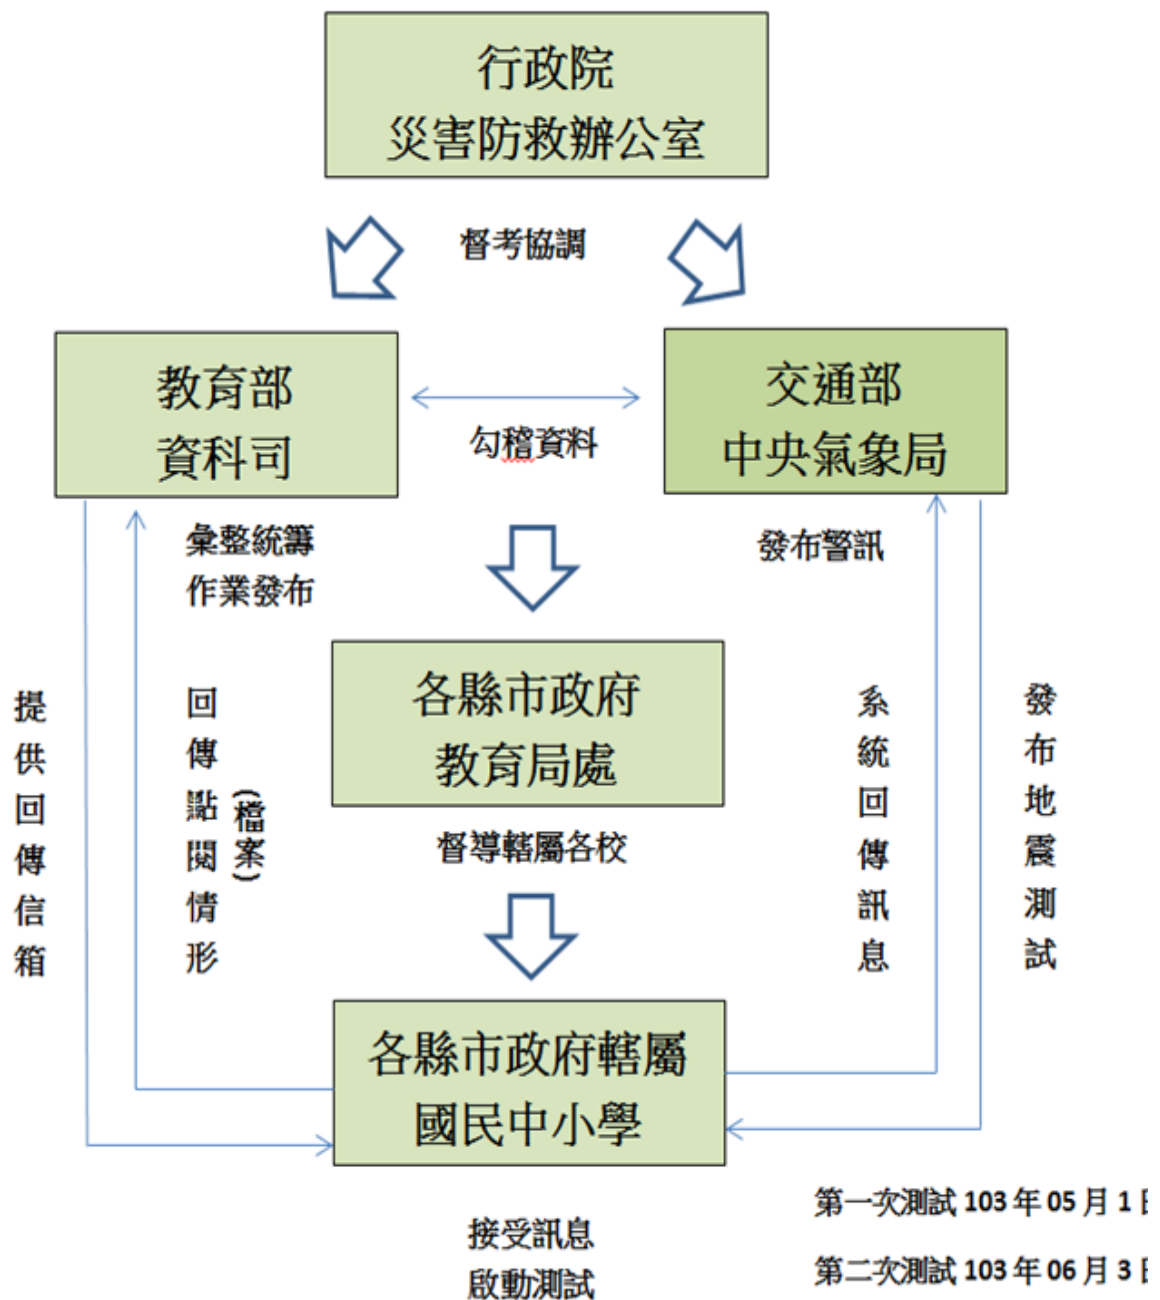 行政院
災害防救辦公室
督考協調
教育部
資科司
勾稽資料
交通部
中央氣象局
彙整統籌
作業發布
發布警訊
各縣市政府
教育局處
提供回傳信箱
回傳點閱情形
(檔案)
系統回傳訊息
發布地震測試
督導轄屬各校
各縣市政府轄屬
國民中小學
接受訊息
啟動測試
第一次測試 103 年 05 月 1 日
第二次測試 103 年 06 月 3 日